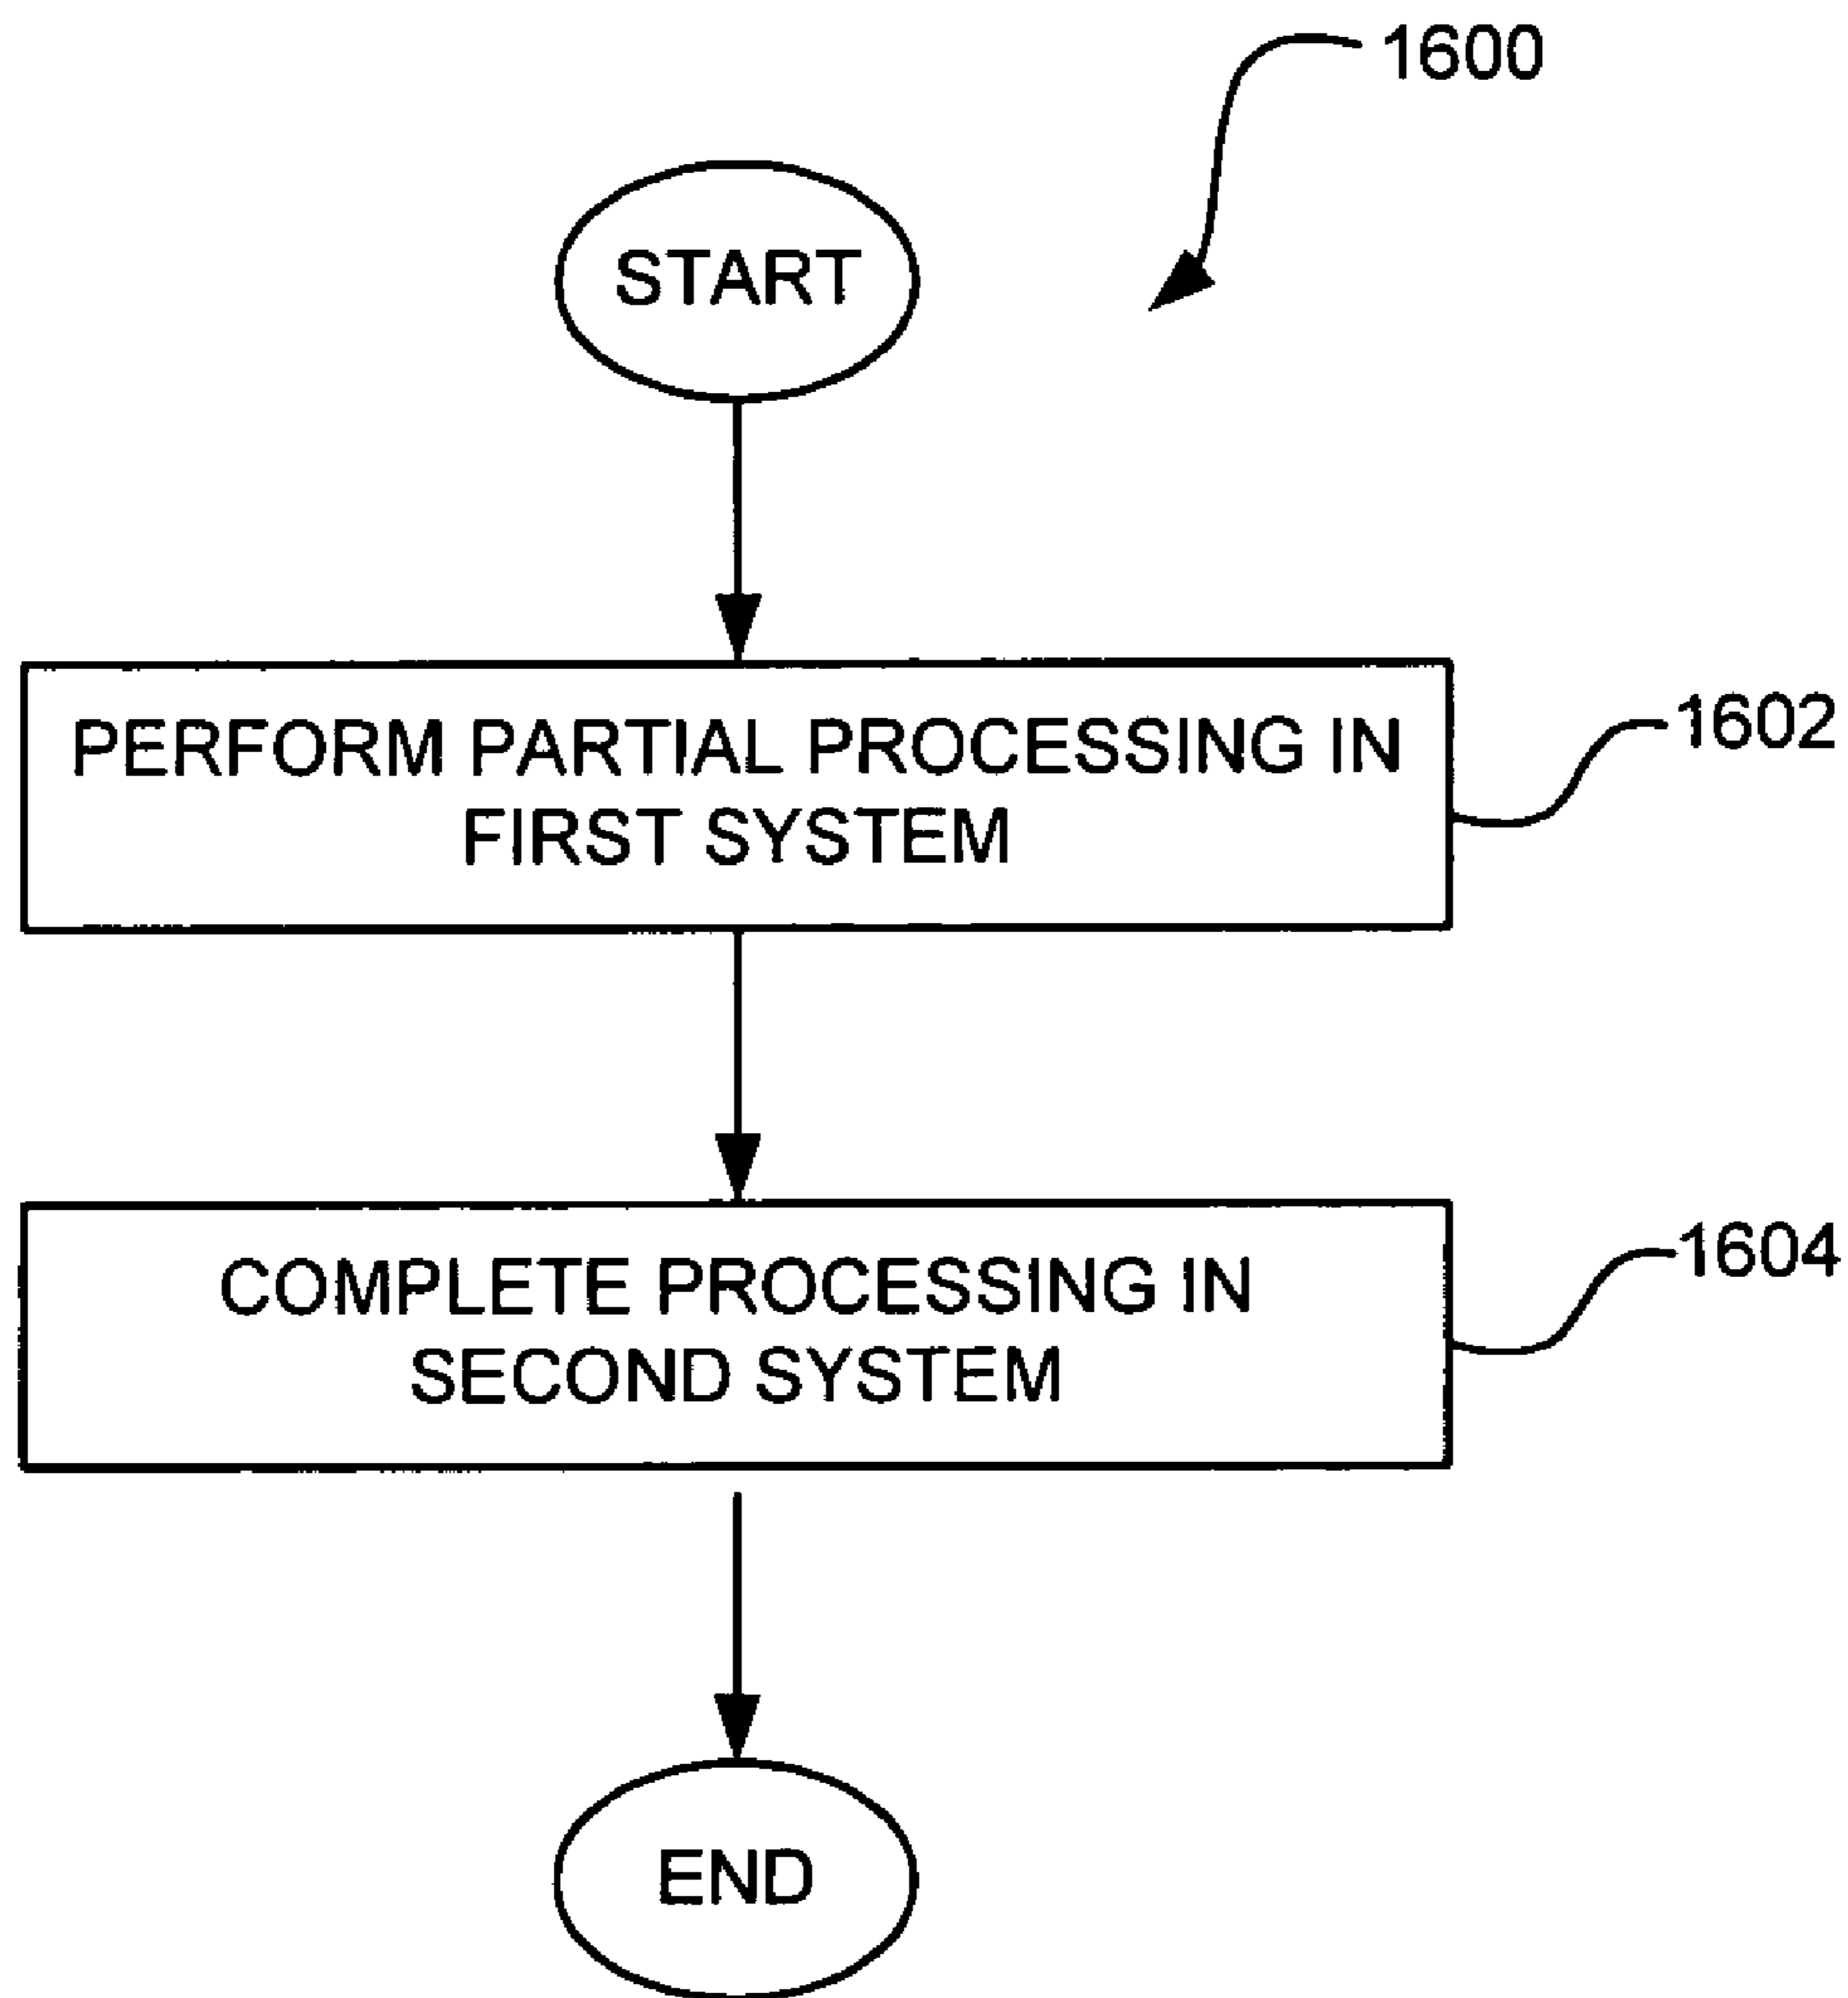 1600
START
PERFORM PARTIAL PROCESSING IN
FIRST SYSTEM
1602
COMPLETE PROCESSING IN
SECOND SYSTEM
1604
END